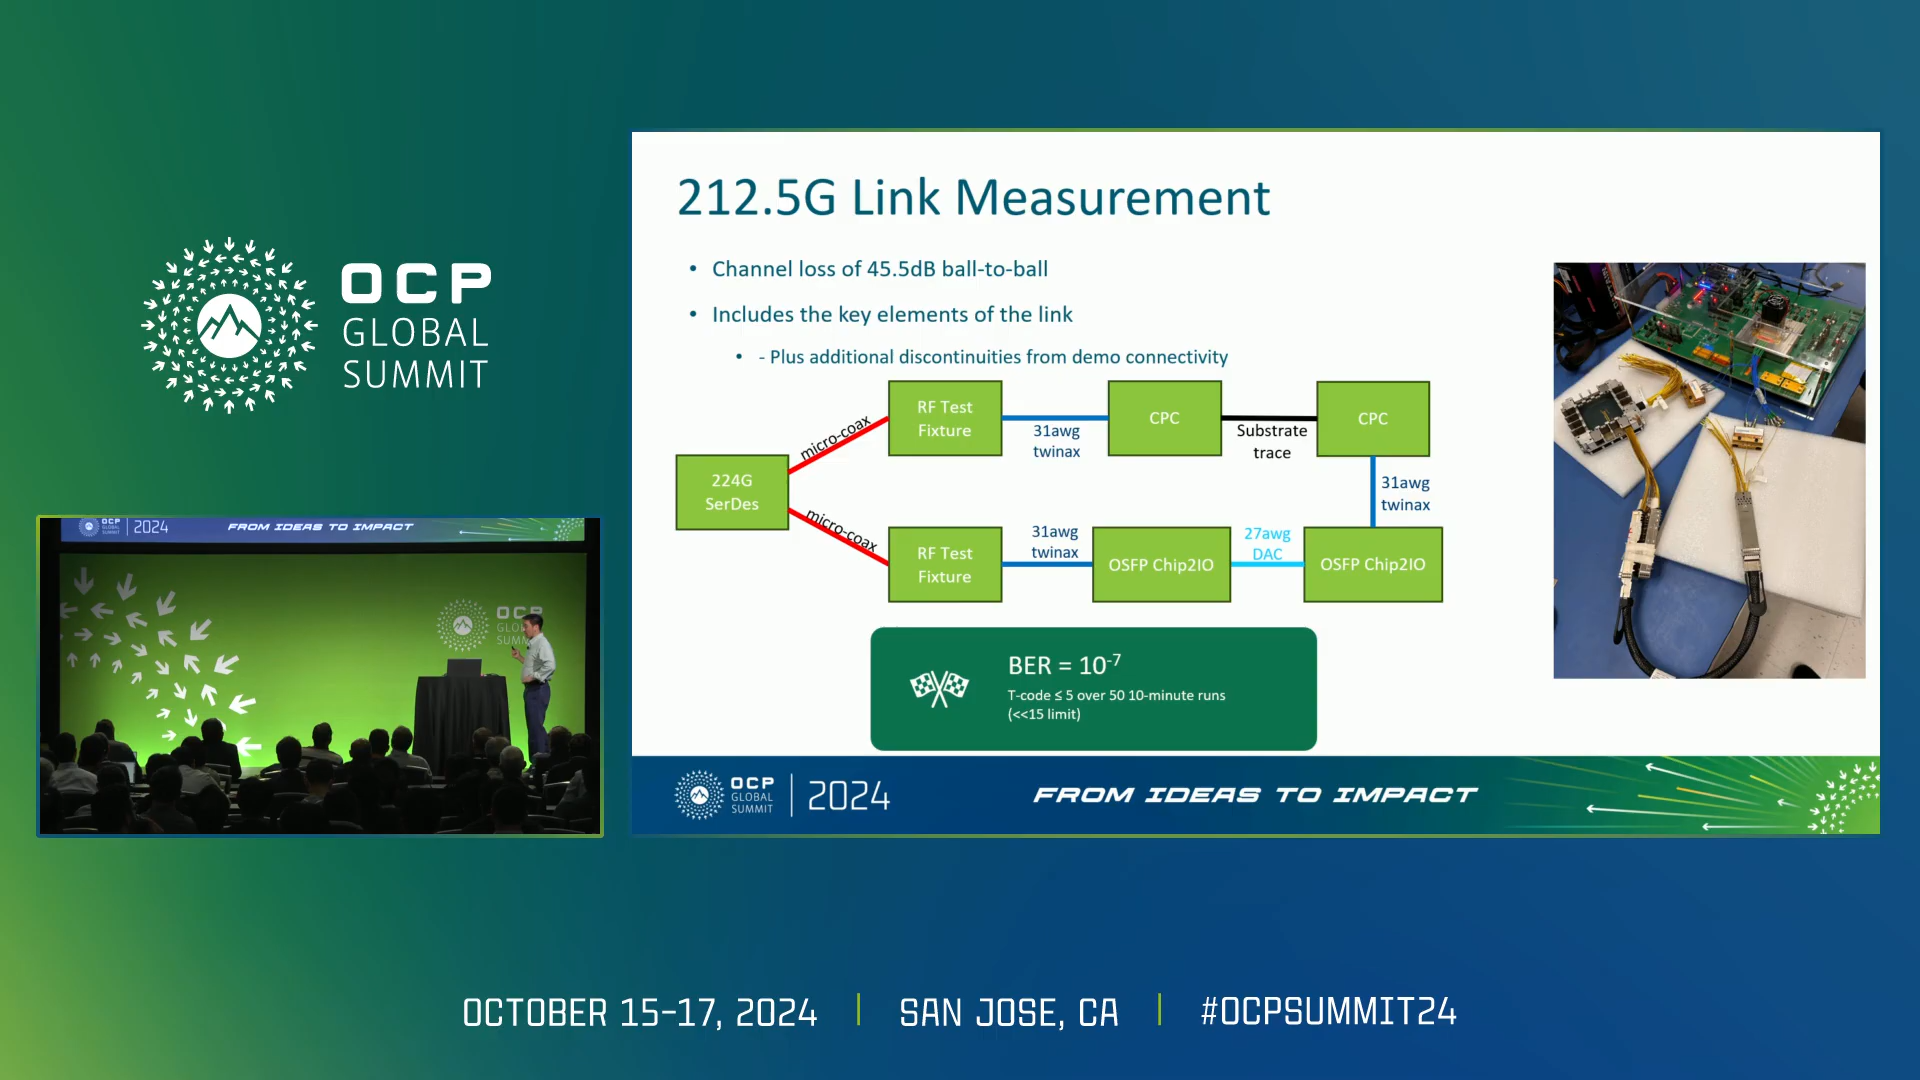 OCP
GLOBAL
SUMMIT
OCP
GLOBAL
SUMMIT
2024
FROM IDEAS TO IMPACT
OCP
212.5G Link Measurement
• Channel loss of 45.5dB ball-to-ball
• Includes the key elements of the link
• - Plus additional discontinuities from demo connectivity
224G
SerDes
micro-coax
RF Test
Fixture
31awg
twinax
CPC
Substrate
trace
CPC
31awg
twinax
micro-coax
RF Test
Fixture
31awg
twinax
OSFP Chip2IO
27awg
DAC
OSFP Chip2IO
BER = 10⁻⁷
T-code ≤ 5 over 50 10-minute runs
(<<15 limit)
OCP
GLOBAL
SUMMIT
2024
FROM IDEAS TO IMPACT
OCTOBER 15-17, 2024 | SAN JOSE, CA | #OCPSUMMIT24